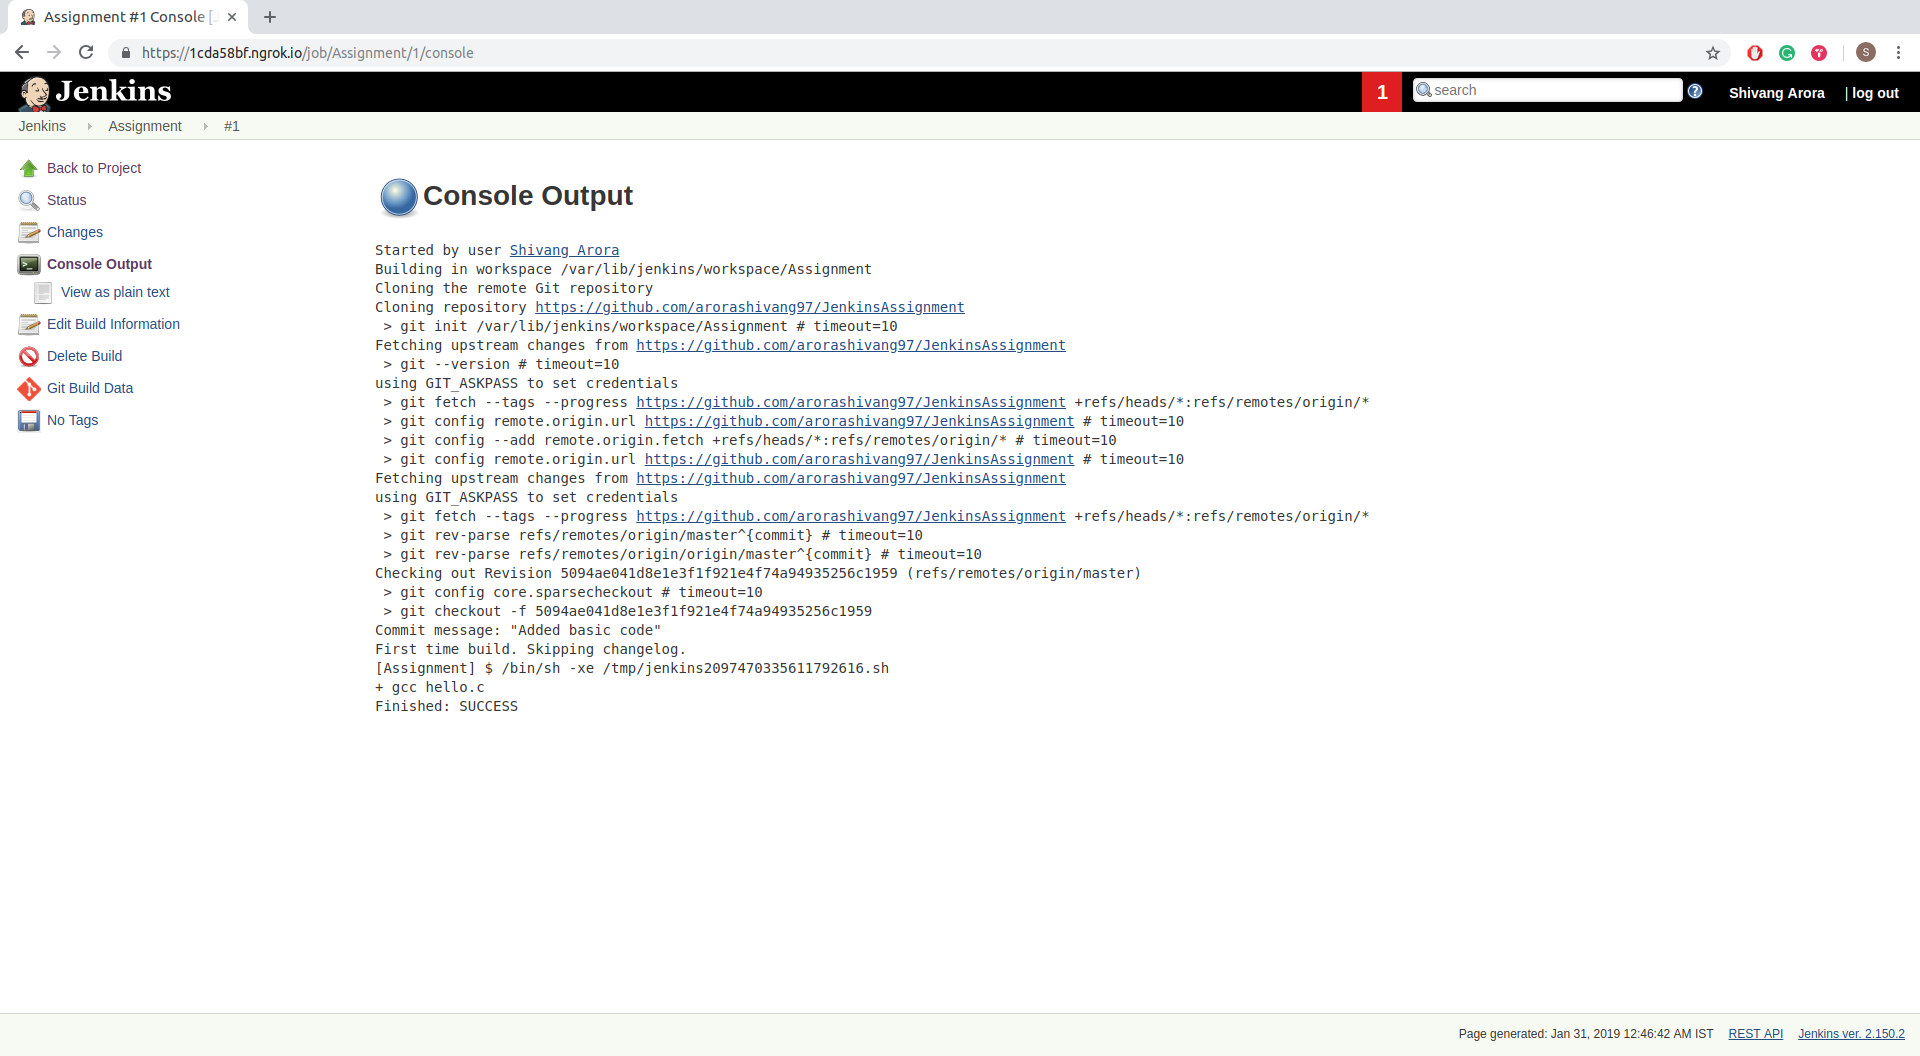 Assignment #1 Console [
https://1cda58bf.ngrok.io/job/Assignment/1/console
S
Jenkins
1
search
Shivang Arora
| log out
Jenkins
Assignment
#1
Back to Project
Status
Changes
Console Output
View as plain text
Edit Build Information
Delete Build
Git Build Data
No Tags
Console Output
Started by user Shivang Arora
Building in workspace /var/lib/jenkins/workspace/Assignment
Cloning the remote Git repository
Cloning repository https://github.com/arorashivang97/JenkinsAssignment
 > git init /var/lib/jenkins/workspace/Assignment # timeout=10
Fetching upstream changes from https://github.com/arorashivang97/JenkinsAssignment
 > git --version # timeout=10
using GIT_ASKPASS to set credentials
 > git fetch --tags --progress https://github.com/arorashivang97/JenkinsAssignment +refs/heads/*:refs/remotes/origin/*
 > git config remote.origin.url https://github.com/arorashivang97/JenkinsAssignment # timeout=10
 > git config --add remote.origin.fetch +refs/heads/*:refs/remotes/origin/* # timeout=10
 > git config remote.origin.url https://github.com/arorashivang97/JenkinsAssignment # timeout=10
Fetching upstream changes from https://github.com/arorashivang97/JenkinsAssignment
using GIT_ASKPASS to set credentials
 > git fetch --tags --progress https://github.com/arorashivang97/JenkinsAssignment +refs/heads/*:refs/remotes/origin/*
 > git rev-parse refs/remotes/origin/master^{commit} # timeout=10
 > git rev-parse refs/remotes/origin/origin/master^{commit} # timeout=10
Checking out Revision 5094ae041d8e1e3f1f921e4f74a94935256c1959 (refs/remotes/origin/master)
 > git config core.sparsecheckout # timeout=10
 > git checkout -f 5094ae041d8e1e3f1f921e4f74a94935256c1959
Commit message: "Added basic code"
First time build. Skipping changelog.
[Assignment] $ /bin/sh -xe /tmp/jenkins2097470335611792616.sh
+ gcc hello.c
Finished: SUCCESS
Page generated: Jan 31, 2019 12:46:42 AM IST
REST API
Jenkins ver. 2.150.2